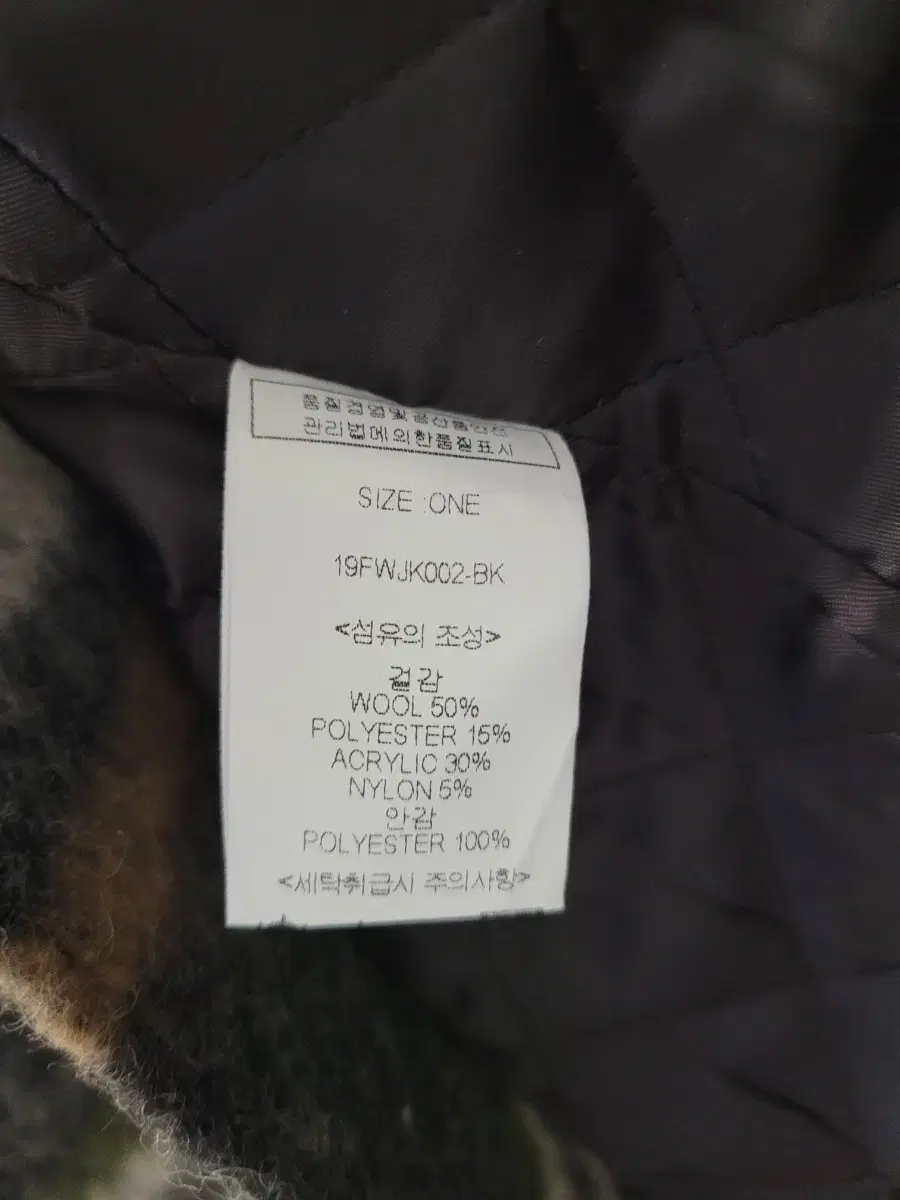 품질경영및공산품안전
관리법에의한품질표시
SIZE :ONE
19FWJK002-BK
<섬유의 조성>
겉감
WOOL 50%
POLYESTER 15%
ACRYLIC 30%
NYLON 5%
안감
POLYESTER 100%
<세탁취급시 주의사항>